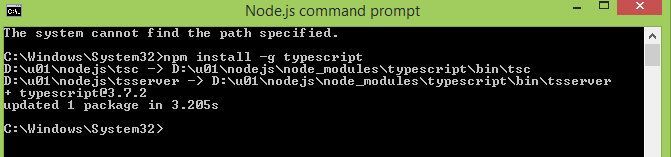 Node.js command prompt
C:\.
The system cannot find the path specified.
C:\Windows\System32>npm install -g typescript
D:\u01\nodejs\tsc -> D:\u01\nodejs\node_modules\typescript\bin\tsc
D:\u01\nodejs\tsserver -> D:\u01\nodejs\node_modules\typescript\bin\tsserver
+ typescript@3.7.2
updated 1 package in 3.205s
C:\Windows\System32>